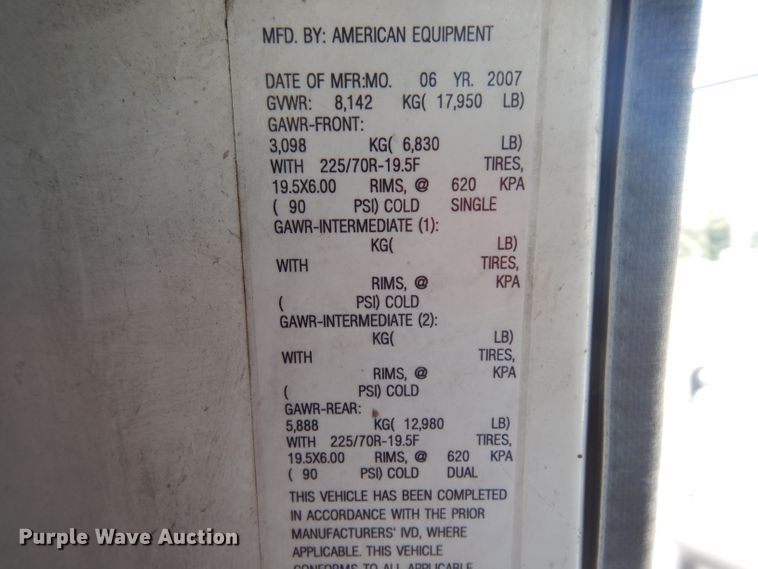 MFD. BY: AMERICAN EQUIPMENT
DATE OF MFR:MO. 06 YR. 2007
GVWR: 8,142 KG( 17,950 LB)
GAWR-FRONT:
3,098 KG( 6,830 LB)
WITH 225/70R-19.5F TIRES,
19.5X6.00 RIMS, @ 620 KPA
( 90 PSI) COLD SINGLE
GAWR-INTERMEDIATE (1):
KG( LB)
WITH TIRES,
RIMS, @ KPA
( PSI) COLD
GAWR-INTERMEDIATE (2):
KG( LB)
WITH TIRES,
RIMS, @ KPA
( PSI) COLD
GAWR-REAR:
5,888 KG( 12,980 LB)
WITH 225/70R-19.5F TIRES,
19.5X6.00 RIMS, @ 620 KPA
( 90 PSI) COLD DUAL
THIS VEHICLE HAS BEEN COMPLETED
IN ACCORDANCE WITH THE PRIOR
MANUFACTURERS' IVD, WHERE
APPLICABLE. THIS VEHICLE
CONFORMS TO ALL APPLICABLE
Purple Wave Auction